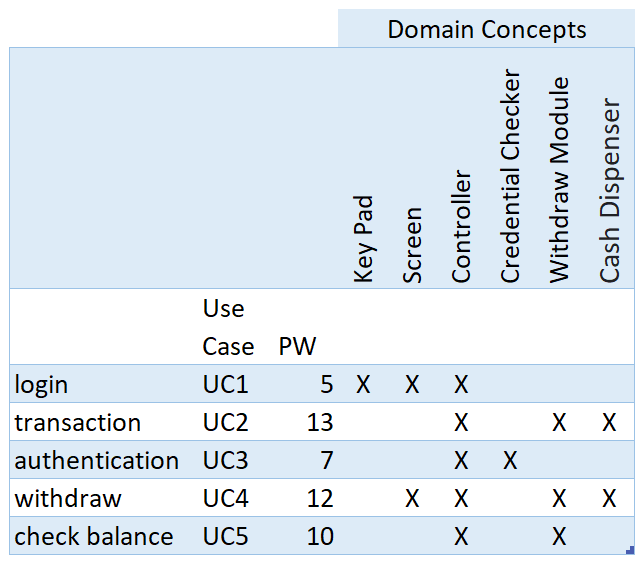 Domain Concepts
Key Pad
Screen
Controller
Credential Checker
Withdraw Module
Cash Dispenser
Use
Case PW
login UC1 5 X X X
transaction UC2 13 X X X
authentication UC3 7 X X
withdraw UC4 12 X X X X
check balance UC5 10 X X